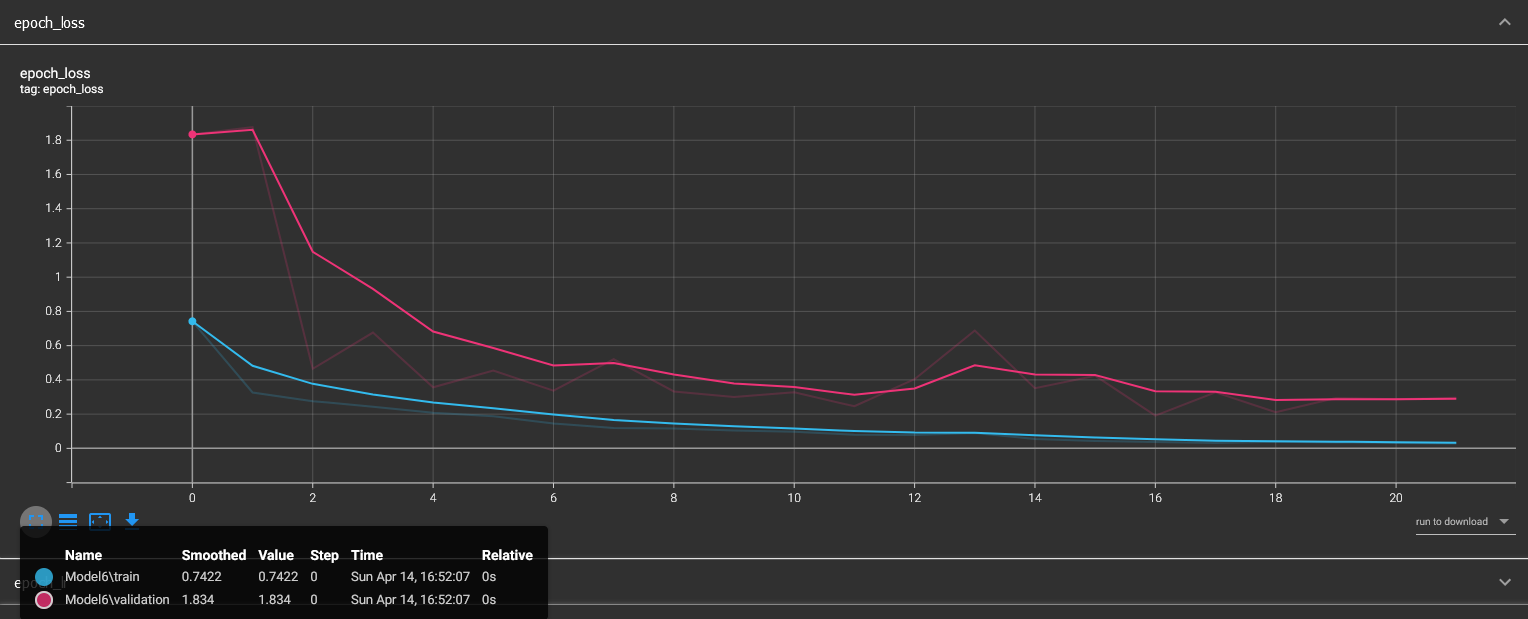 epoch_loss
epoch_loss
tag: epoch_loss
1.8
1.6
1.4
1.2
1
0.8
0.6
0.4
0.2
0
0 2 4 6 8 10 12 14 16 18 20
run to download
Name Smoothed Value Step Time Relative
Model6\train 0.7422 0.7422 0 Sun Apr 14, 16:52:07 0s
Model6\validation 1.834 1.834 0 Sun Apr 14, 16:52:07 0s